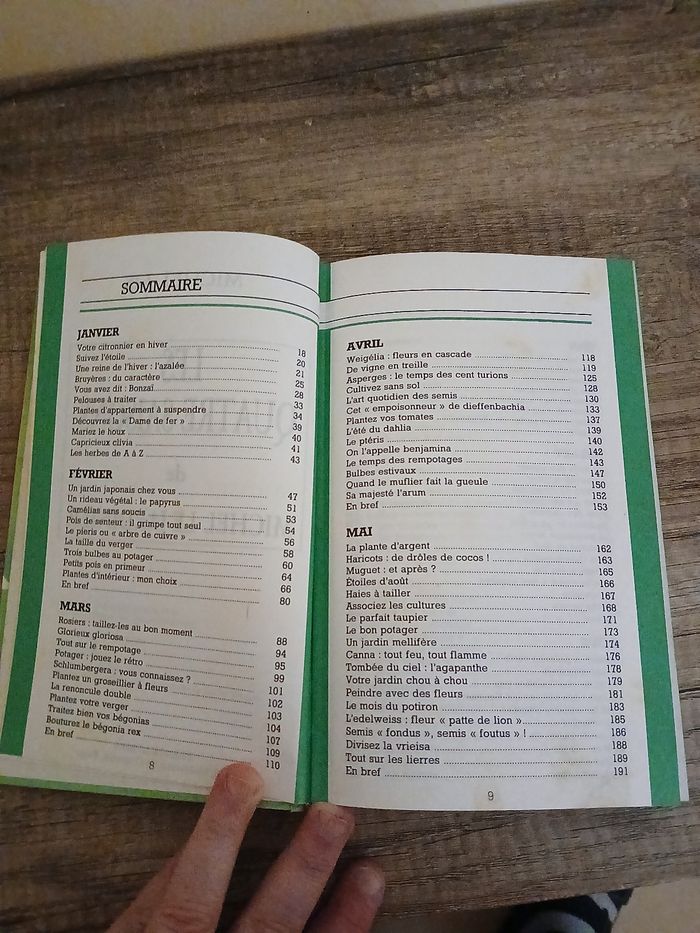 SOMMAIRE
JANVIER
Votre citronnier en hiver 18
Suivez l'étoile 20
Une reine de l'hiver : l'azalée 21
Bruyères : du caractère 25
Vous avez dit : Bonzaï 28
Pelouses à traiter 33
Plantes d'appartement à suspendre 34
Découvrez la « Dame de fer » 39
Mariez le houx 40
Capricieux clivia 41
Les herbes de A à Z 43
FÉVRIER
Un jardin japonais chez vous 47
Un rideau végétal : le papyrus 51
Camélias sans soucis 53
Pois de senteur : il grimpe tout seul 54
Le pieris ou « arbre de cuivre » 56
La taille du verger 58
Trois bulbes au potager 60
Petits pois en primeur 64
Plantes d'intérieur : mon choix 66
En bref 80
MARS
Rosiers : taillez-les au bon moment 88
Glorieux gloriosa 94
Tout sur le rempotage 95
Potager : jouez le rétro 99
Schlumbergera : vous connaissez ? 101
Plantez un groseillier à fleurs 102
La renoncule double 103
Plantez votre verger 104
Traitez bien vos bégonias 107
Bouturez le bégonia rex 109
En bref 110
8
AVRIL
Weigélia : fleurs en cascade 118
De vigne en treille 119
Asperges : le temps des cent turions 125
Cultivez sans sol 128
L'art quotidien des semis 130
Cet « empoisonneur » de dieffenbachia 133
Plantez vos tomates 137
L'été du dahlia 139
Le ptéris 140
On l'appelle benjamina 142
Le temps des rempotages 143
Bulbes estivaux 147
Quand le muflier fait la gueule 150
Sa majesté l'arum 152
En bref 153
MAI
La plante d'argent 162
Haricots : de drôles de cocos ! 163
Muguet : et après ? 165
Étoiles d'août 166
Haies à tailler 167
Associez les cultures 168
Le parfait taupier 171
Le bon potager 173
Un jardin mellifère 174
Canna : tout feu, tout flamme 176
Tombée du ciel : l'agapanthe 178
Votre jardin chou à chou 179
Peindre avec des fleurs 181
Le mois du potiron 183
L'edelweiss : fleur « patte de lion » 185
Semis « fondus », semis « foutus » ! 186
Divisez la vrieisa 188
Tout sur les lierres 189
En bref 191
9